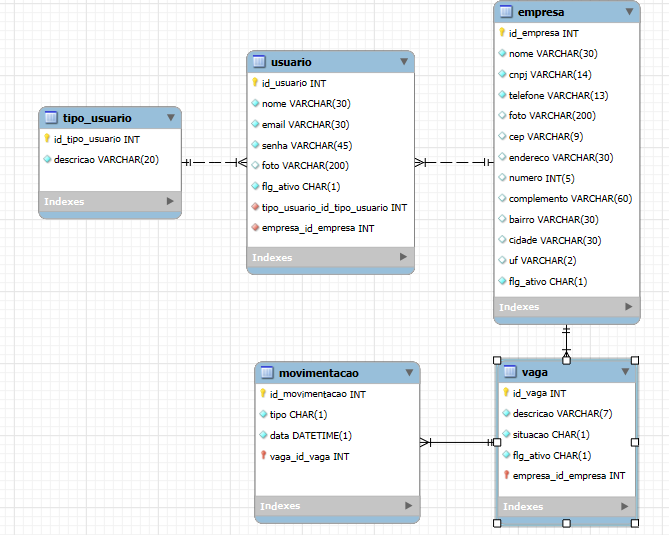 tipo_usuario
id_tipo_usuario INT
descricao VARCHAR(20)
Indexes
usuario
id_usuario INT
nome VARCHAR(30)
email VARCHAR(30)
senha VARCHAR(45)
foto VARCHAR(200)
flg_ativo CHAR(1)
tipo_usuario_id_tipo_usuario INT
empresa_id_empresa INT
Indexes
empresa
id_empresa INT
nome VARCHAR(30)
cnpj VARCHAR(14)
telefone VARCHAR(13)
foto VARCHAR(200)
cep VARCHAR(9)
endereco VARCHAR(30)
numero INT(5)
complemento VARCHAR(60)
bairro VARCHAR(30)
cidade VARCHAR(30)
uf VARCHAR(2)
flg_ativo CHAR(1)
Indexes
movimentacao
id_movimentacao INT
tipo CHAR(1)
data DATETIME(1)
vaga_id_vaga INT
Indexes
vaga
id_vaga INT
descricao VARCHAR(7)
situacao CHAR(1)
flg_ativo CHAR(1)
empresa_id_empresa INT
Indexes